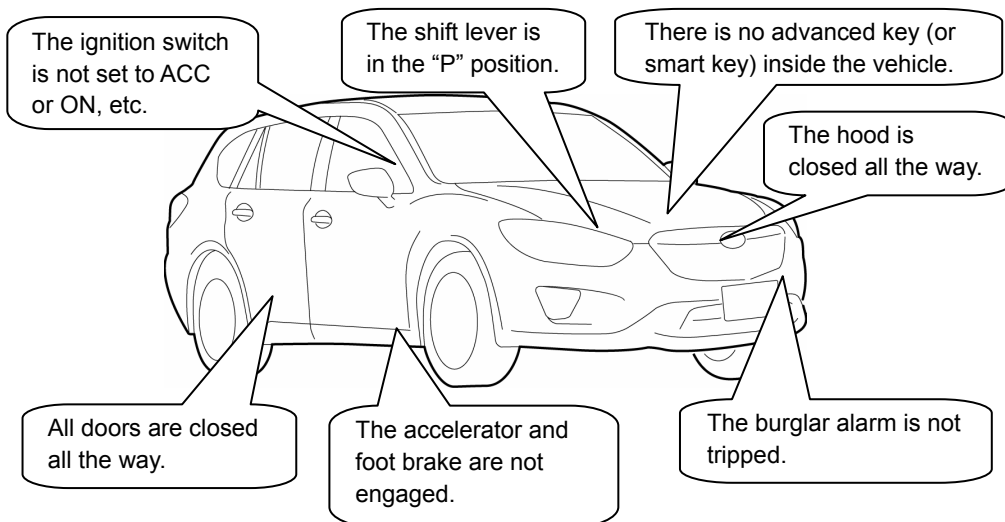 The ignition switch
is not set to ACC
or ON, etc.
The shift lever is
in the “P” position.
There is no advanced key (or
smart key) inside the vehicle.
The hood is
closed all the way.
All doors are closed
all the way.
The accelerator and
foot brake are not
engaged.
The burglar alarm is not
tripped.